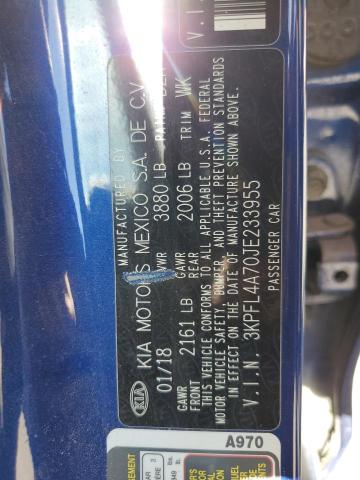 KIA
MANUFACTURED BY
KIA MOTORS MEXICO S.A. DE C.V.
01/18 GVWR 3880 LB
GAWR FRONT 2161 LB GAWR REAR 2006 LB TRIM WK
THIS VEHICLE CONFORMS TO ALL APPLICABLE U.S.A. FEDERAL
MOTOR VEHICLE SAFETY, BUMPER, AND THEFT PREVENTION STANDARDS
IN EFFECT ON THE DATE OF MANUFACTURE SHOWN ABOVE.
V.I.N. 3KPFL4A70JE233955
PASSENGER CAR
A970
V.I.